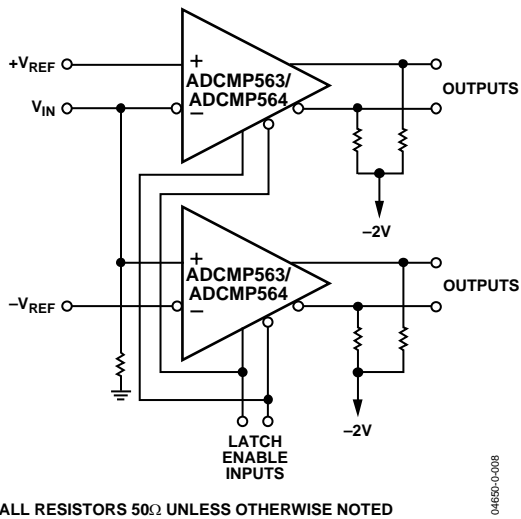 +VREF
VIN
+
ADCMP563/
ADCMP564
−
OUTPUTS
−2V
+
ADCMP563/
ADCMP564
−
−VREF
OUTPUTS
−2V
LATCH
ENABLE
INPUTS
ALL RESISTORS 50Ω UNLESS OTHERWISE NOTED
04650-0-008